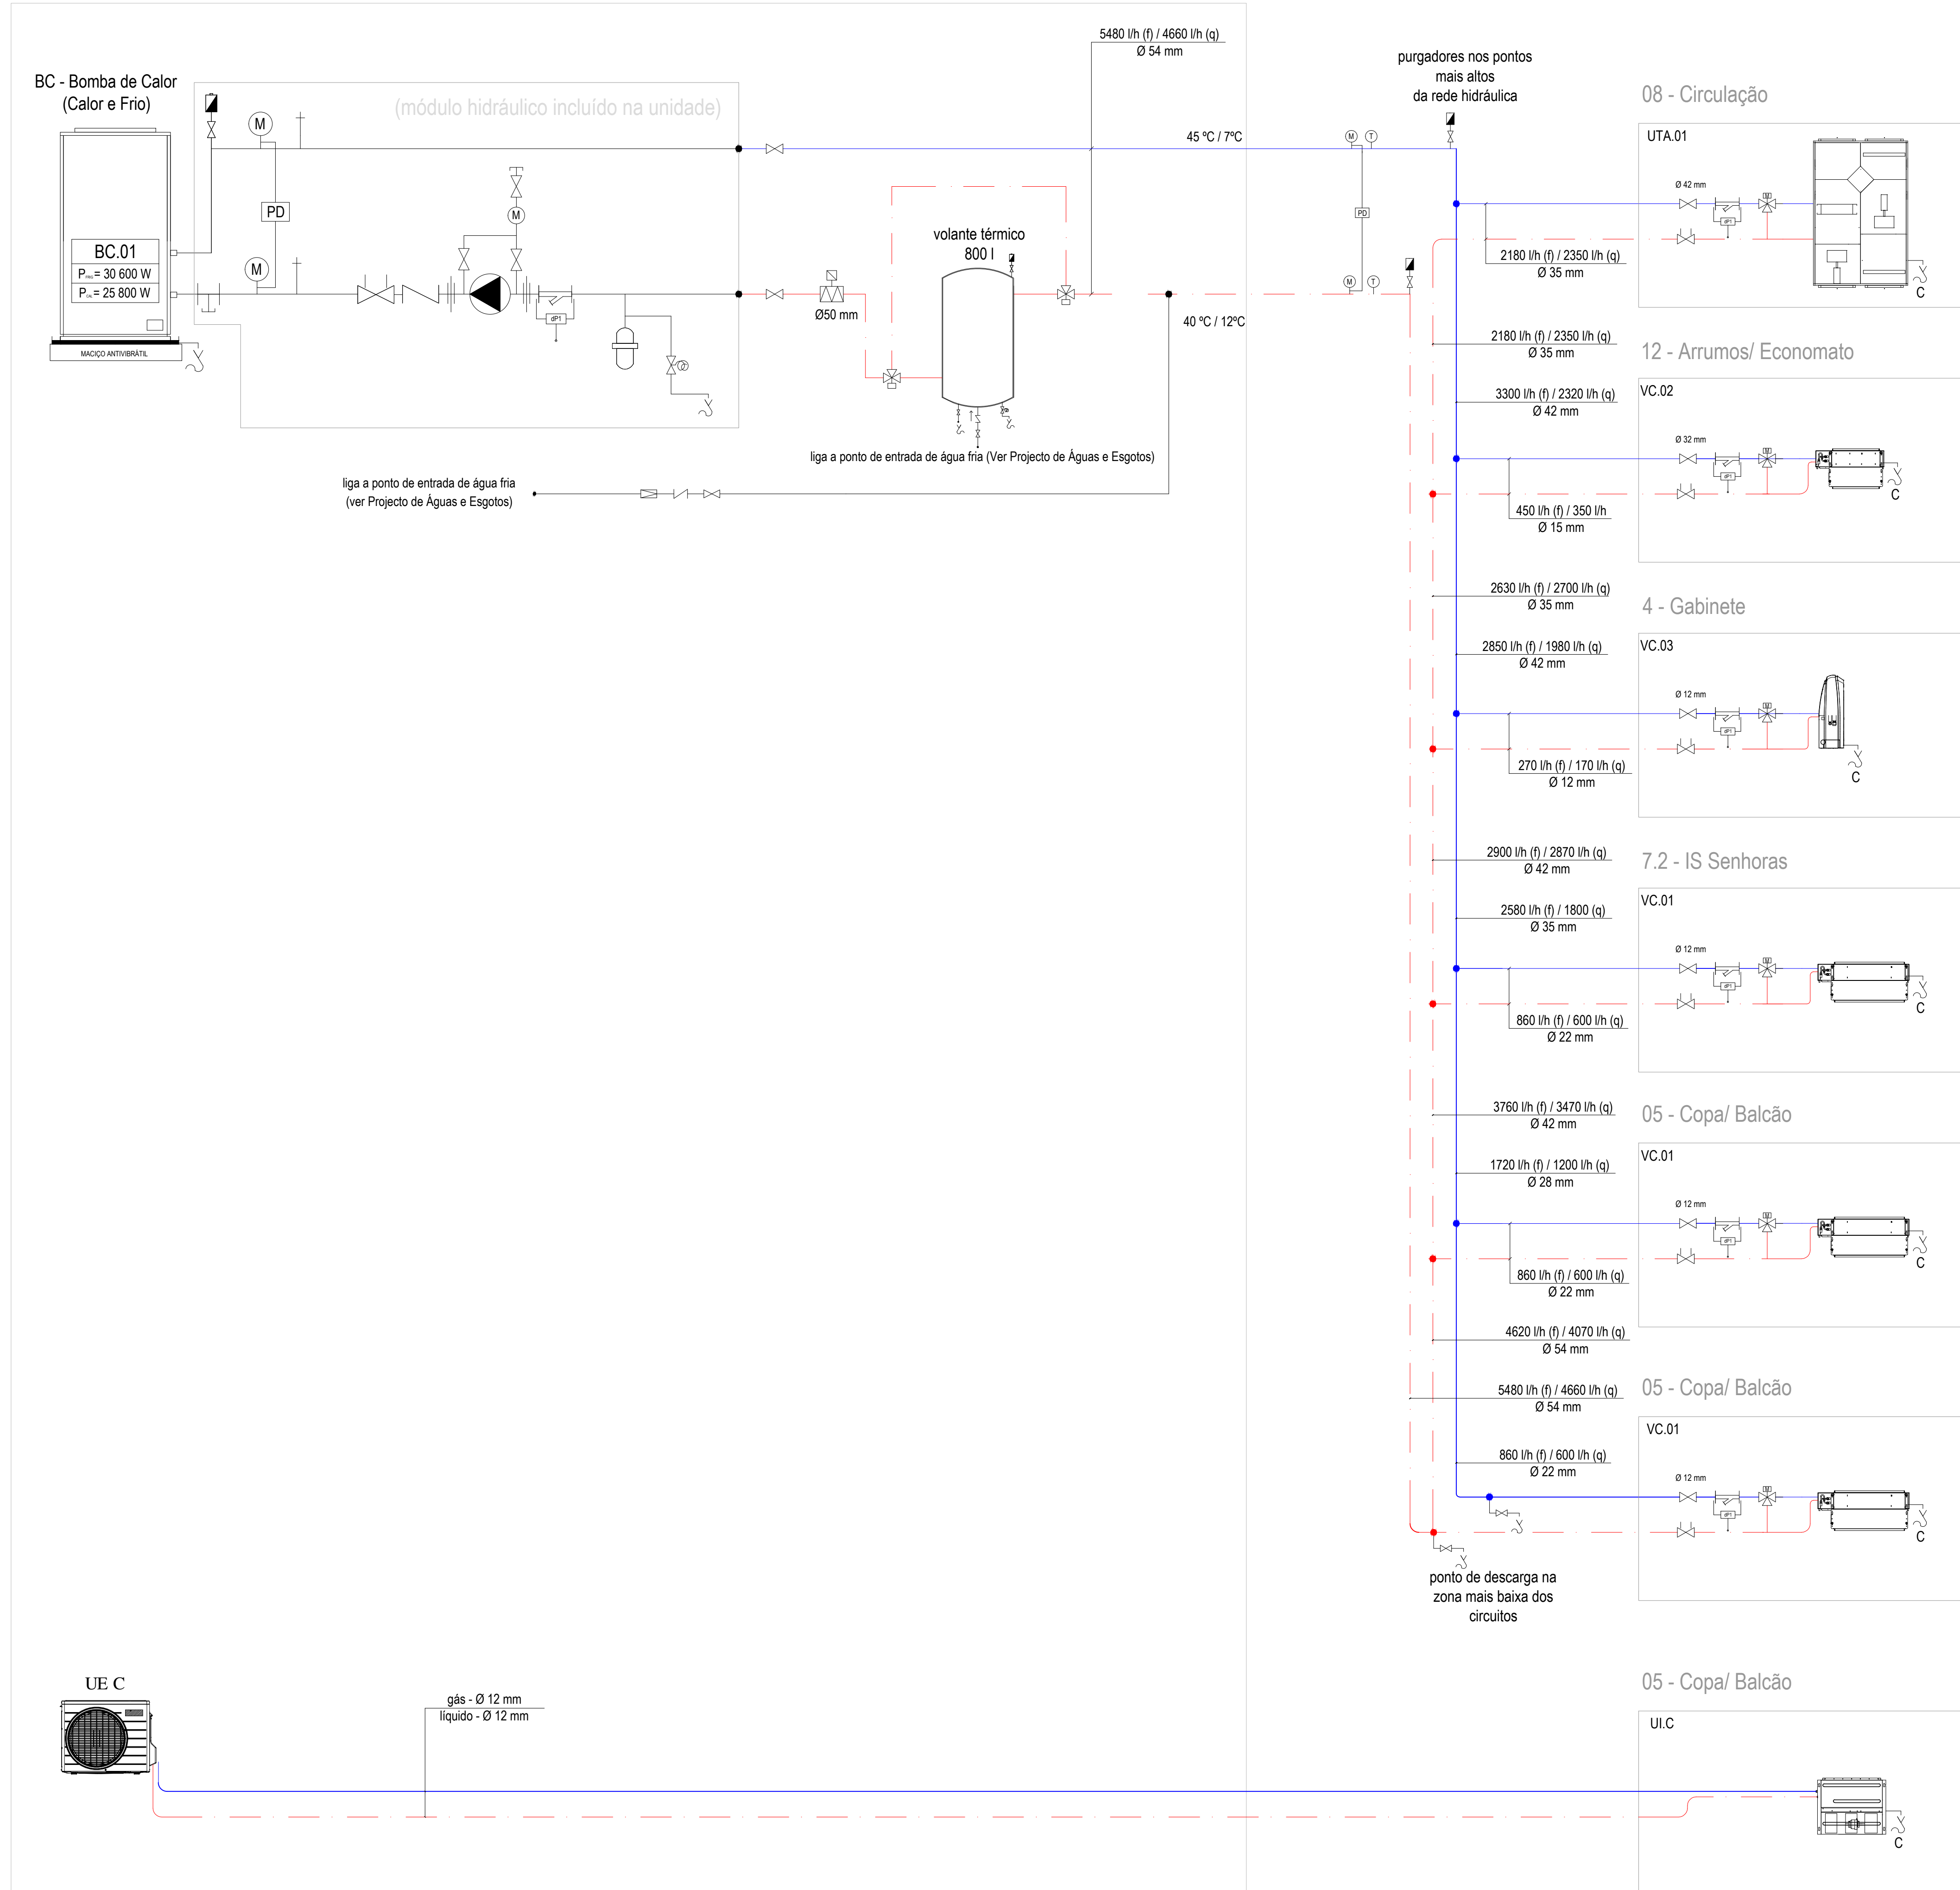 BC - Bomba de Calor
(Calor e Frio)
(módulo hidráulico incluído na unidade)
M
PD
M
M
dP1
BC.01
= 30 600 W
= 25 800 W
MACIÇO ANTIVIBRÁTIL
5480 l/h (f) / 4660 l/h (q)
Ø 54 mm
45 ºC / 7ºC
40 ºC / 12ºC
volante térmico
800 l
Ø50 mm
liga a ponto de entrada de água fria (Ver Projecto de Águas e Esgotos)
liga a ponto de entrada de água fria
(ver Projecto de Águas e Esgotos)
M
T
PD
M
T
purgadores nos pontos
mais altos
da rede hidráulica
08 - Circulação
UTA.01
Ø 42 mm
M
dP1
C
2180 l/h (f) / 2350 l/h (q)
Ø 35 mm
2180 l/h (f) / 2350 l/h (q)
Ø 35 mm
12 - Arrumos/ Economato
3300 l/h (f) / 2320 l/h (q)
Ø 42 mm
VC.02
Ø 32 mm
M
dP1
C
450 l/h (f) / 350 l/h
Ø 15 mm
2630 l/h (f) / 2700 l/h (q)
Ø 35 mm
4 - Gabinete
2850 l/h (f) / 1980 l/h (q)
Ø 42 mm
VC.03
Ø 12 mm
M
dP1
C
270 l/h (f) / 170 l/h (q)
Ø 12 mm
2900 l/h (f) / 2870 l/h (q)
Ø 42 mm
7.2 - IS Senhoras
2580 l/h (f) / 1800 (q)
Ø 35 mm
VC.01
Ø 12 mm
M
dP1
C
860 l/h (f) / 600 l/h (q)
Ø 22 mm
3760 l/h (f) / 3470 l/h (q)
Ø 42 mm
05 - Copa/ Balcão
1720 l/h (f) / 1200 l/h (q)
Ø 28 mm
VC.01
Ø 12 mm
M
dP1
C
860 l/h (f) / 600 l/h (q)
Ø 22 mm
4620 l/h (f) / 4070 l/h (q)
Ø 54 mm
5480 l/h (f) / 4660 l/h (q)
Ø 54 mm
05 - Copa/ Balcão
860 l/h (f) / 600 l/h (q)
Ø 22 mm
VC.01
Ø 12 mm
M
dP1
C
ponto de descarga na
zona mais baixa dos
circuitos
UE C
gás - Ø 12 mm
líquido - Ø 12 mm
05 - Copa/ Balcão
UI.C
C